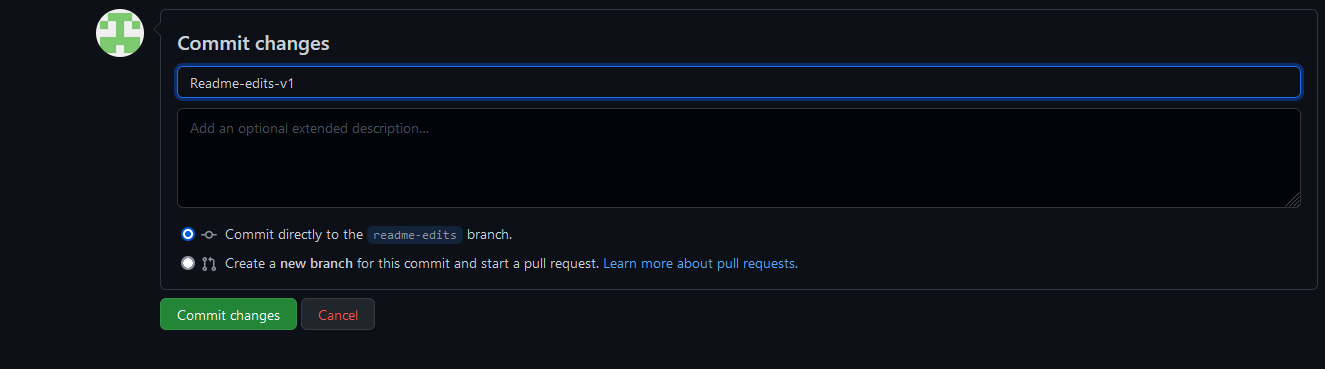 Commit changes
Readme-edits-v1
Add an optional extended description...
Commit directly to the readme-edits branch.
Create a new branch for this commit and start a pull request. Learn more about pull requests.
Commit changes Cancel